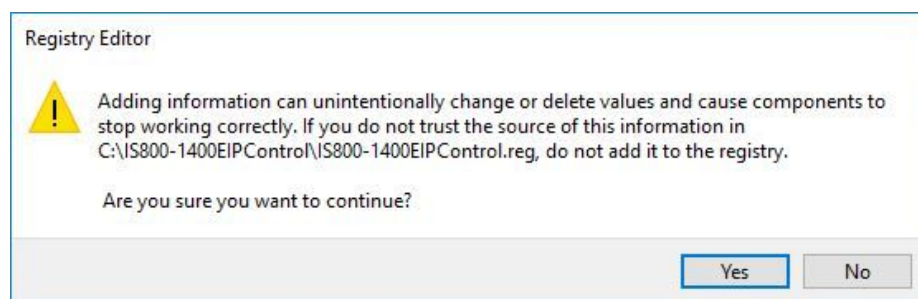 Registry Editor
Adding information can unintentionally change or delete values and cause components to
stop working correctly. If you do not trust the source of this information in
C:\IS800-1400EIPControl\IS800-1400EIPControl.reg, do not add it to the registry.
Are you sure you want to continue?
Yes No